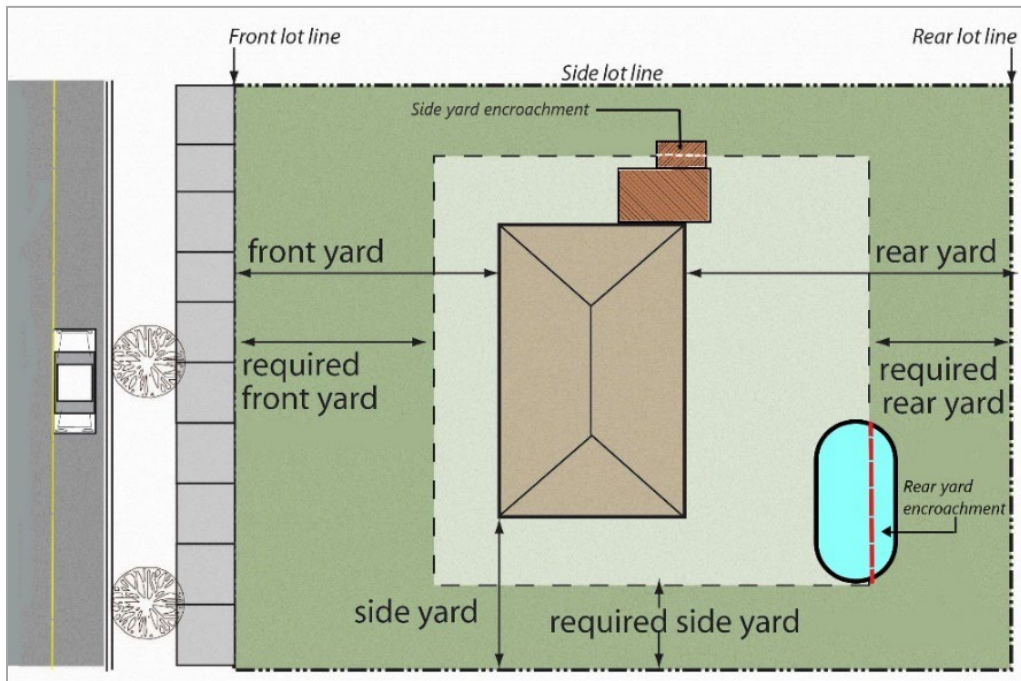 Front lot line
Rear lot line
Side lot line
Side yard encroachment
front yard
rear yard
required
front yard
required
rear yard
Rear yard
encroachment
side yard
required side yard